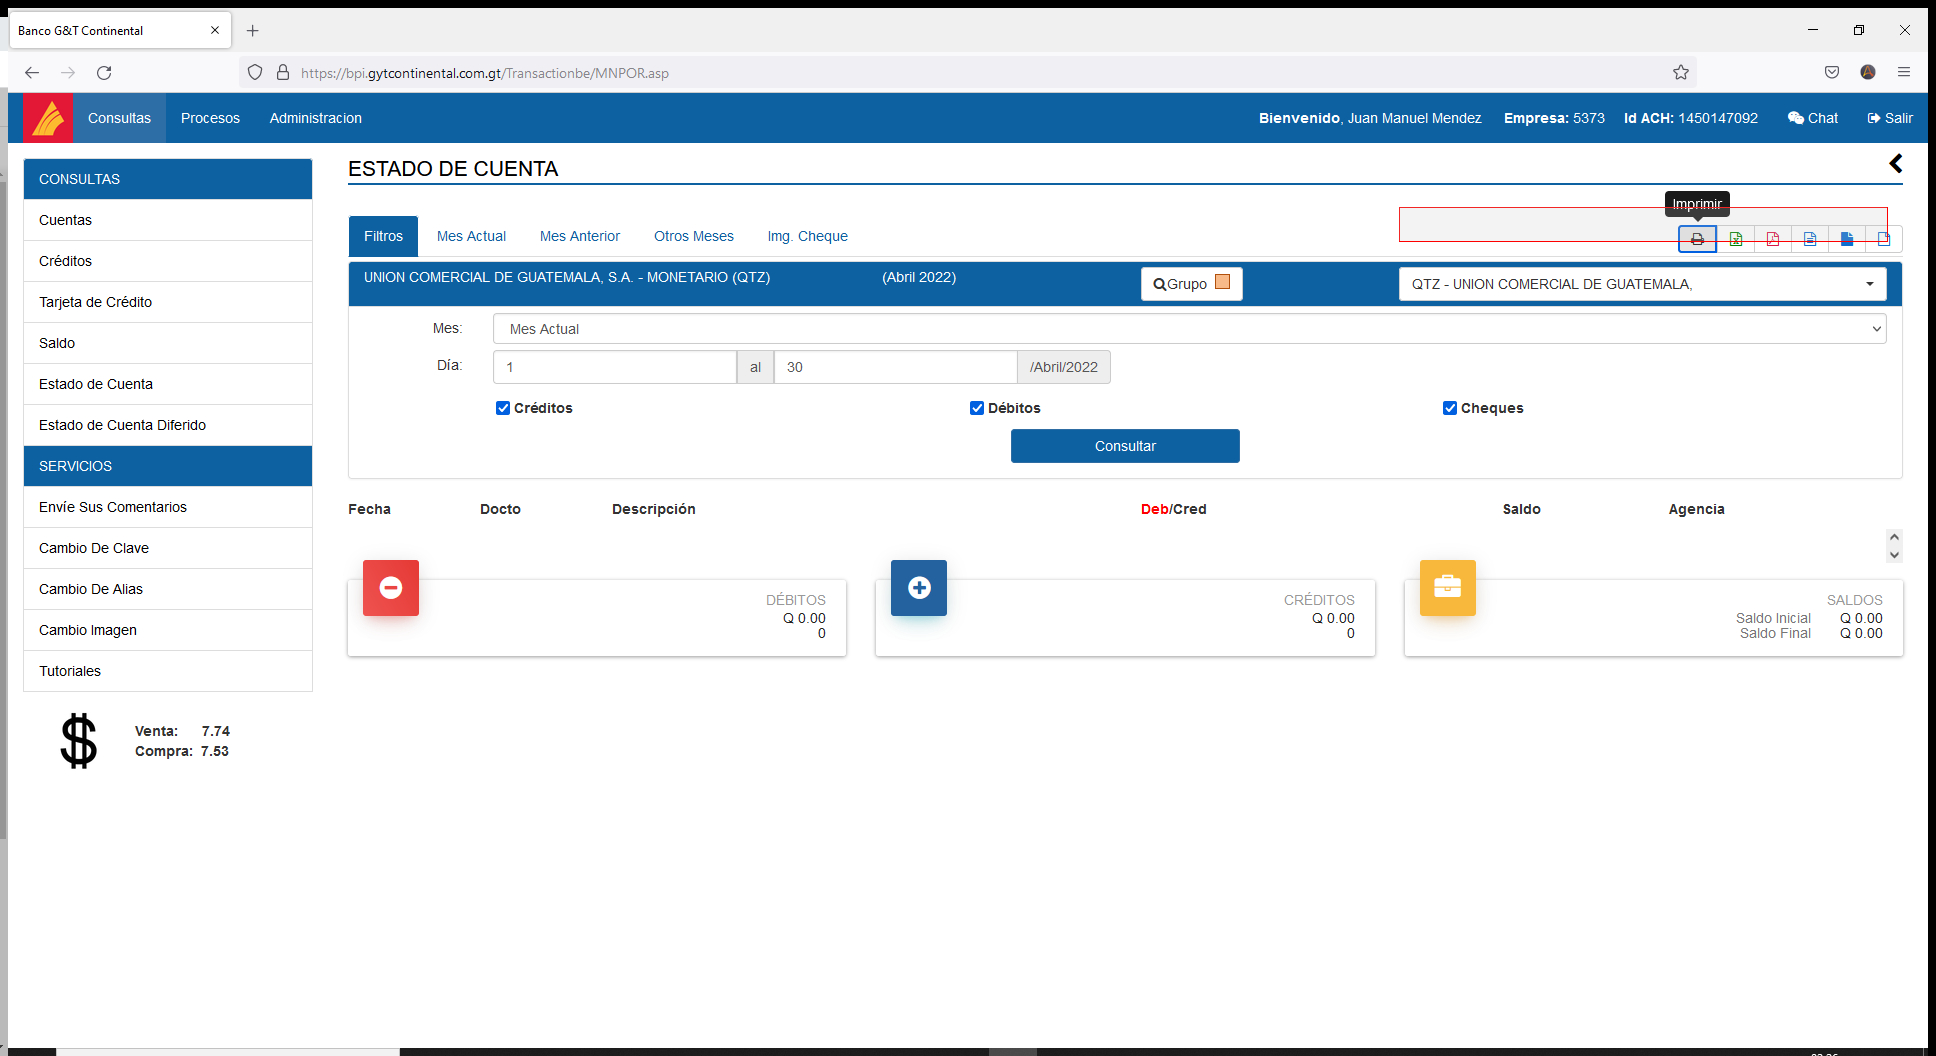 Banco G&T Continental
https://bpi.gytcontinental.com.gt/Transactionbe/MNPOR.asp
Consultas Procesos Administracion Bienvenido, Juan Manuel Mendez Empresa: 5373 Id ACH: 1450147092 Chat Salir
CONSULTAS
Cuentas
Créditos
Tarjeta de Crédito
Saldo
Estado de Cuenta
Estado de Cuenta Diferido
SERVICIOS
Envíe Sus Comentarios
Cambio De Clave
Cambio De Alias
Cambio Imagen
Tutoriales
Venta: 7.74
Compra: 7.53
ESTADO DE CUENTA
Imprimir
Filtros Mes Actual Mes Anterior Otros Meses Img. Cheque
UNION COMERCIAL DE GUATEMALA, S.A. - MONETARIO (QTZ) (Abril 2022) Grupo QTZ - UNION COMERCIAL DE GUATEMALA,
Mes: Mes Actual
Día: 1 al 30 /Abril/2022
Créditos Débitos Cheques
Consultar
Fecha Docto Descripción Deb/Cred Saldo Agencia
DÉBITOS
Q 0.00
0
CRÉDITOS
Q 0.00
0
SALDOS
Saldo Inicial Q 0.00
Saldo Final Q 0.00